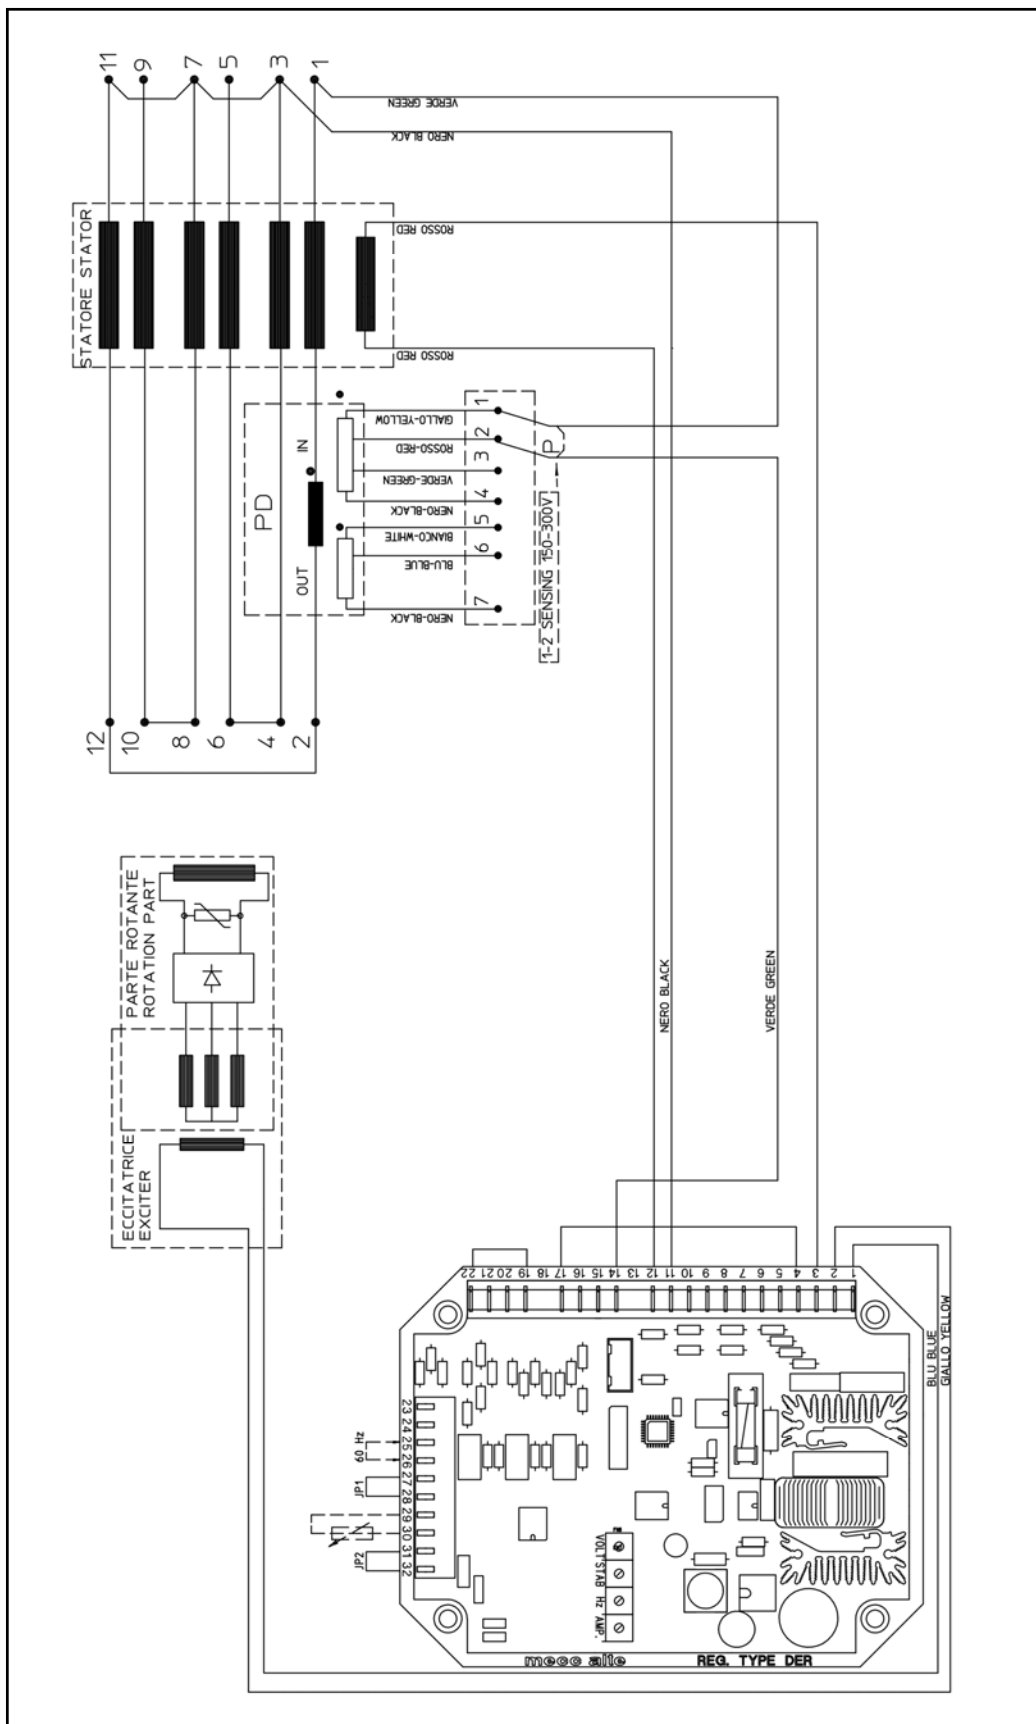 11
9
7
5
3
1
VERDE GREEN
NERO BLACK
STATORE STATOR
ROSSO RED
ROSSO RED
PD
IN
OUT
GIALLO-YELLOW
ROSSO-RED
VERDE-GREEN
NERO-BLACK
BIANCO-WHITE
BLU-BLUE
NERO-BLACK
1
2
3
4
5
6
7
P
1-2 SENSING 150-300V
12
10
8
6
4
2
PARTE ROTANTE
ROTATION PART
ECCITATRICE
EXCITER
NERO BLACK
VERDE GREEN
22
21
20
19
18
17
16
15
14
13
12
11
10
9
8
7
6
5
4
3
2
1
BLU BLUE
GIALLO YELLOW
23
24
25
26
27
28
29
30
31
32
60 Hz
JP1
JP2
VOLT
STAB
Hz
AMP.
mecc alte
REG. TYPE DER